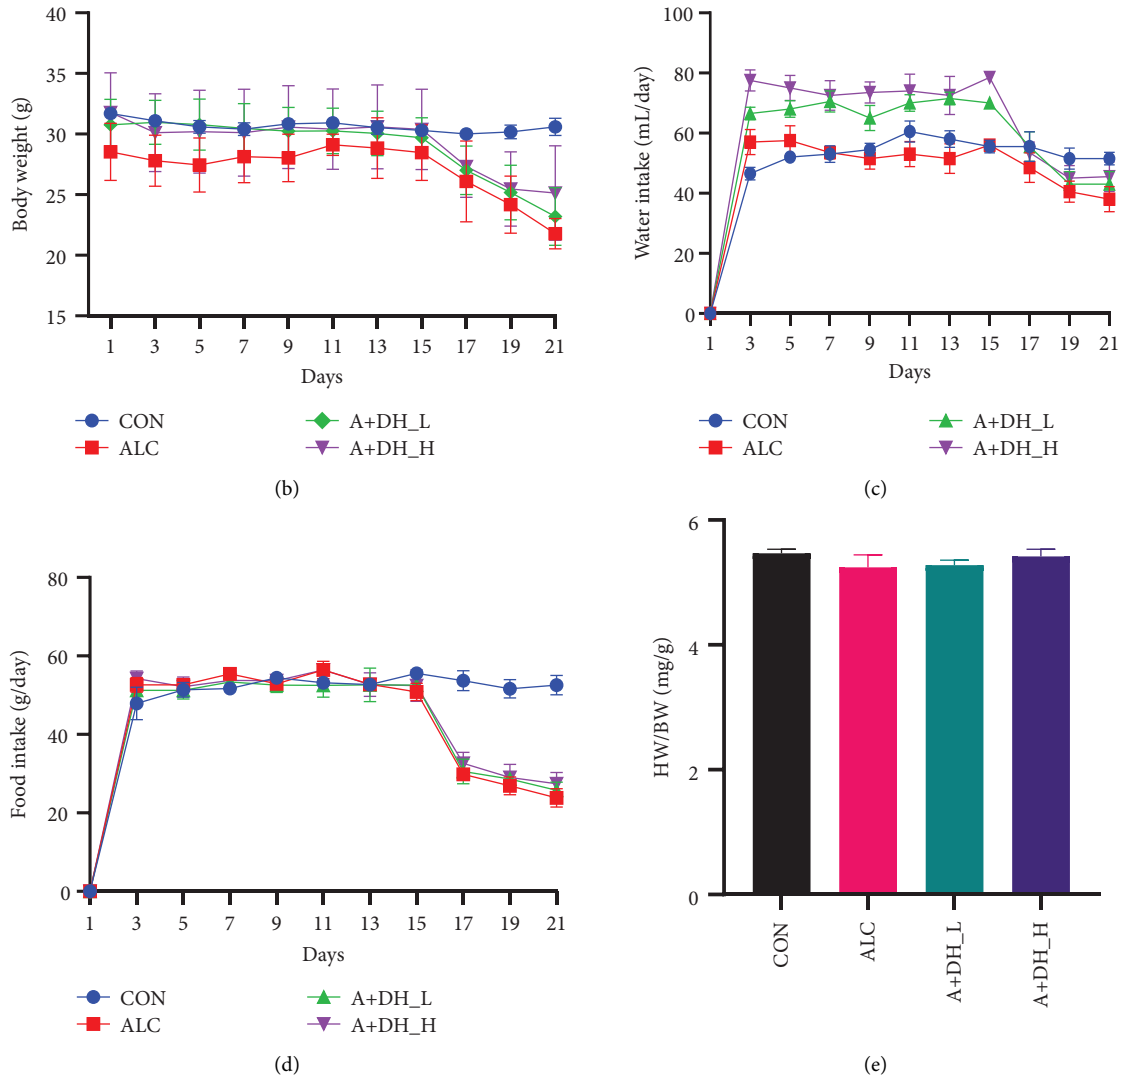 Body weight (g)
40
35
30
25
20
15
1 3 5 7 9 11 13 15 17 19 21
Days
CON A+DH_L
ALC A+DH_H
(b)
Water intake (mL/day)
100
80
60
40
20
0
1 3 5 7 9 11 13 15 17 19 21
Days
CON A+DH_L
ALC A+DH_H
(c)
Food intake (g/day)
80
60
40
20
0
1 3 5 7 9 11 13 15 17 19 21
Days
CON A+DH_L
ALC A+DH_H
(d)
HW/BW (mg/g)
6
4
2
0
CON
ALC
A+DH_L
A+DH_H
(e)